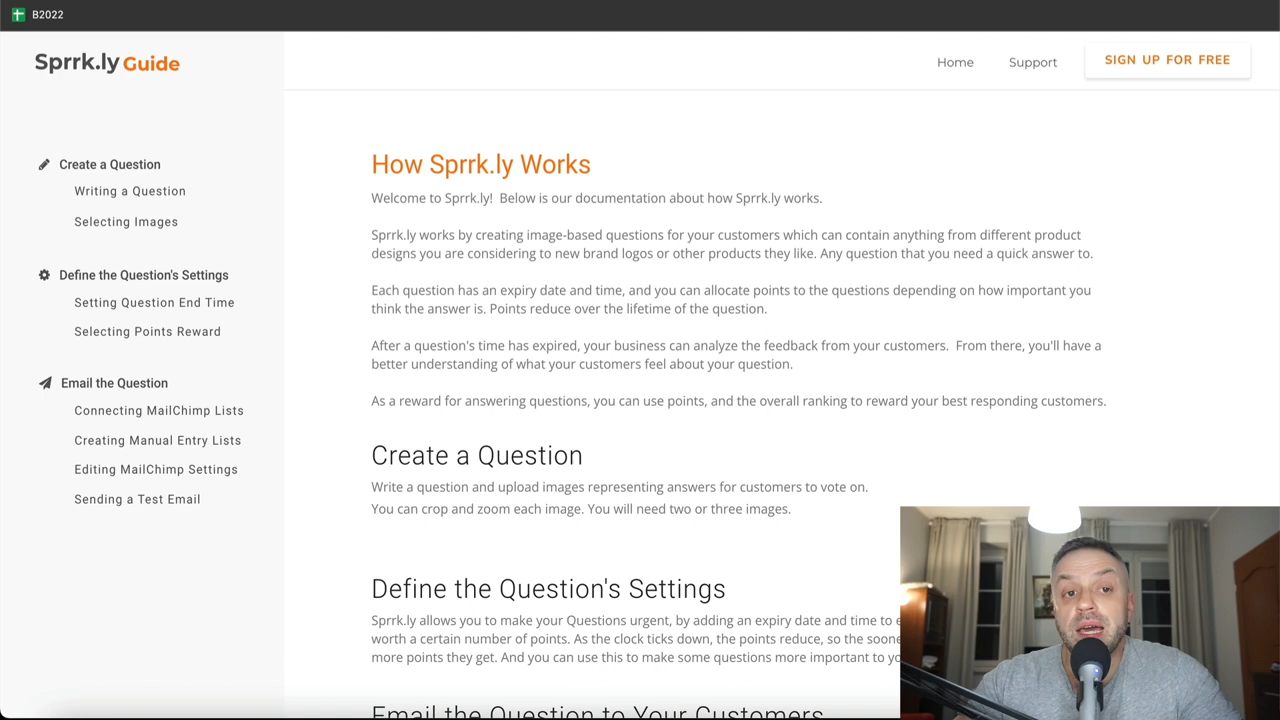 B2022
Sprrk.ly Guide
Home
Support
SIGN UP FOR FREE
Create a Question
Writing a Question
Selecting Images
Define the Question's Settings
Setting Question End Time
Selecting Points Reward
Email the Question
Connecting MailChimp Lists
Creating Manual Entry Lists
Editing MailChimp Settings
Sending a Test Email
How Sprrk.ly Works
Welcome to Sprrk.ly! Below is our documentation about how Sprrk.ly works.
Sprrk.ly works by creating image-based questions for your customers which can contain anything from different product
designs you are considering to new brand logos or other products they like. Any question that you need a quick answer to.
Each question has an expiry date and time, and you can allocate points to the questions depending on how important you
think the answer is. Points reduce over the lifetime of the question.
After a question's time has expired, your business can analyze the feedback from your customers. From there, you'll have a
better understanding of what your customers feel about your question.
As a reward for answering questions, you can use points, and the overall ranking to reward your best responding customers.
Create a Question
Write a question and upload images representing answers for customers to vote on.
You can crop and zoom each image. You will need two or three images.
Define the Question's Settings
Sprrk.ly allows you to make your Questions urgent, by adding an expiry date and time to
worth a certain number of points. As the clock ticks down, the points reduce, so the
more points they get. And you can use this to make some questions more important to
Email the Question to Your Customers